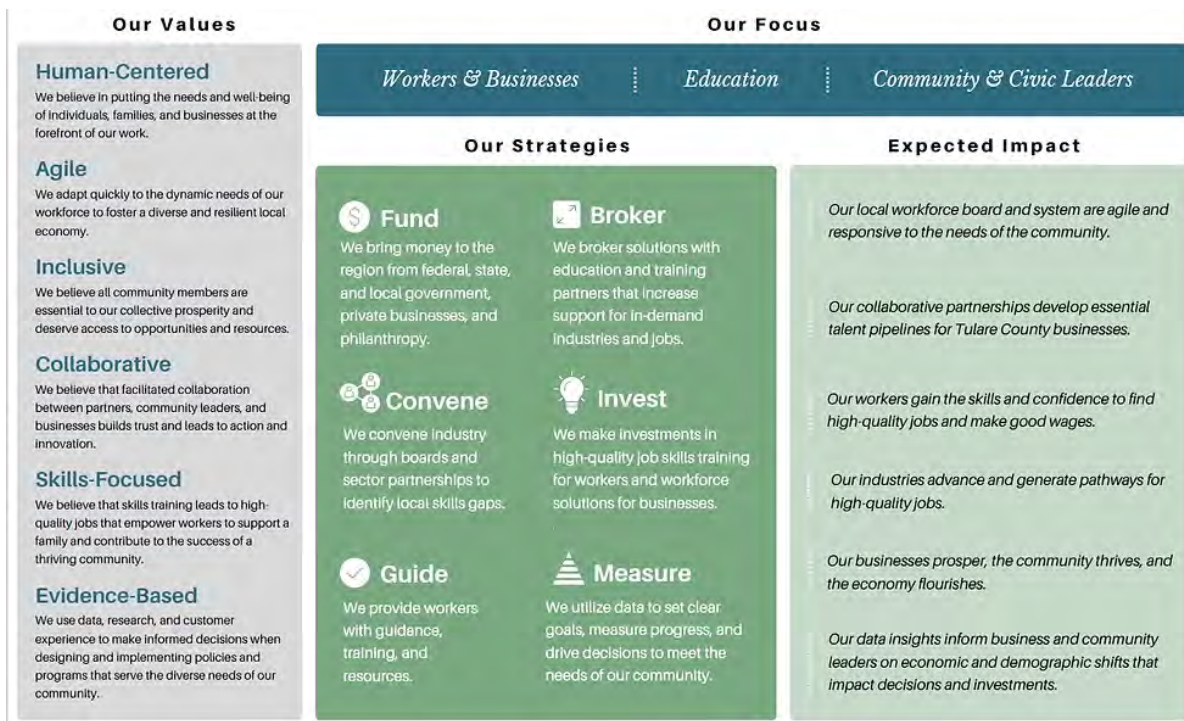 Our Values
Human-Centered
We believe in putting the needs and well-being
of individuals, families, and businesses at the
forefront of our work.
Agile
We adapt quickly to the dynamic needs of our
workforce to foster a diverse and resilient local
economy.
Inclusive
We believe all community members are
essential to our collective prosperity and
deserve access to opportunities and resources.
Collaborative
We believe that facilitated collaboration
between partners, community leaders, and
businesses builds trust and leads to action and
innovation.
Skills-Focused
We believe that skills training leads to high-
quality jobs that empower workers to support a
family and contribute to the success of a
thriving community.
Evidence-Based
We use data, research, and customer
experience to make informed decisions when
designing and implementing policies and
programs that serve the diverse needs of our
community.
Our Focus
Workers & Businesses
Education
Community & Civic Leaders
Our Strategies
$ Fund
We bring money to the
region from federal, state,
and local government,
private businesses, and
philanthropy.
Broker
We broker solutions with
education and training
partners that increase
support for in-demand
industries and jobs.
Convene
We convene industry
through boards and
sector partnerships to
identify local skills gaps.
Invest
We make investments in
high-quality job skills training
for workers and workforce
solutions for businesses.
Guide
We provide workers
with guidance,
training, and
resources.
Measure
We utilize data to set clear
goals, measure progress, and
drive decisions to meet the
needs of our community.
Expected Impact
Our local workforce board and system are agile and
responsive to the needs of the community.
Our collaborative partnerships develop essential
talent pipelines for Tulare County businesses.
Our workers gain the skills and confidence to find
high-quality jobs and make good wages.
Our industries advance and generate pathways for
high-quality jobs.
Our businesses prosper, the community thrives, and
the economy flourishes.
Our data insights inform business and community
leaders on economic and demographic shifts that
impact decisions and investments.